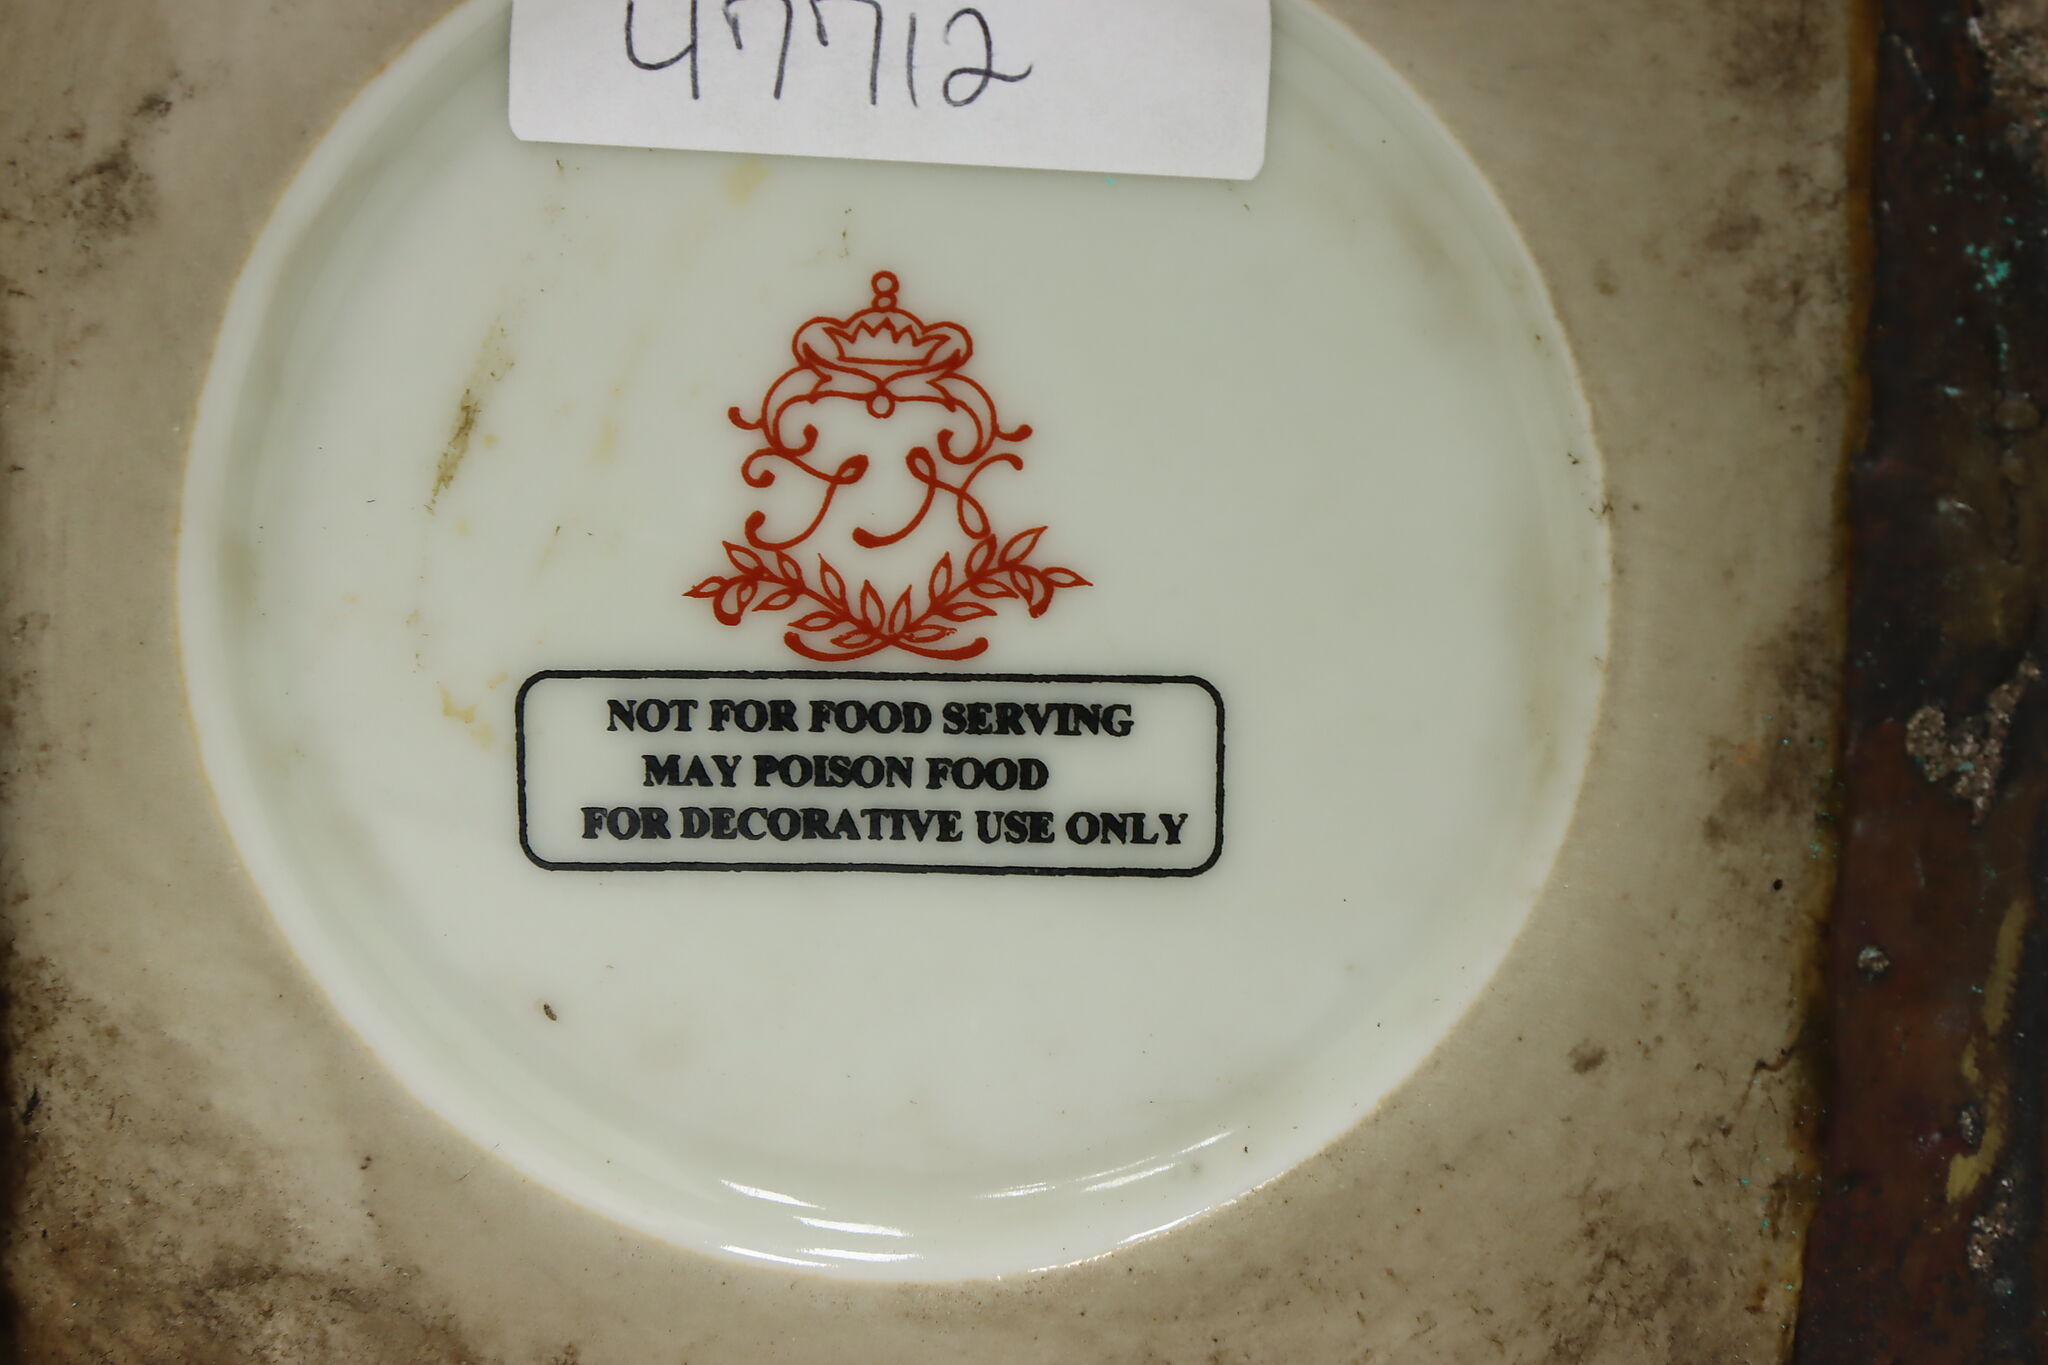 47712
NOT FOR FOOD SERVING
MAY POISON FOOD
FOR DECORATIVE USE ONLY